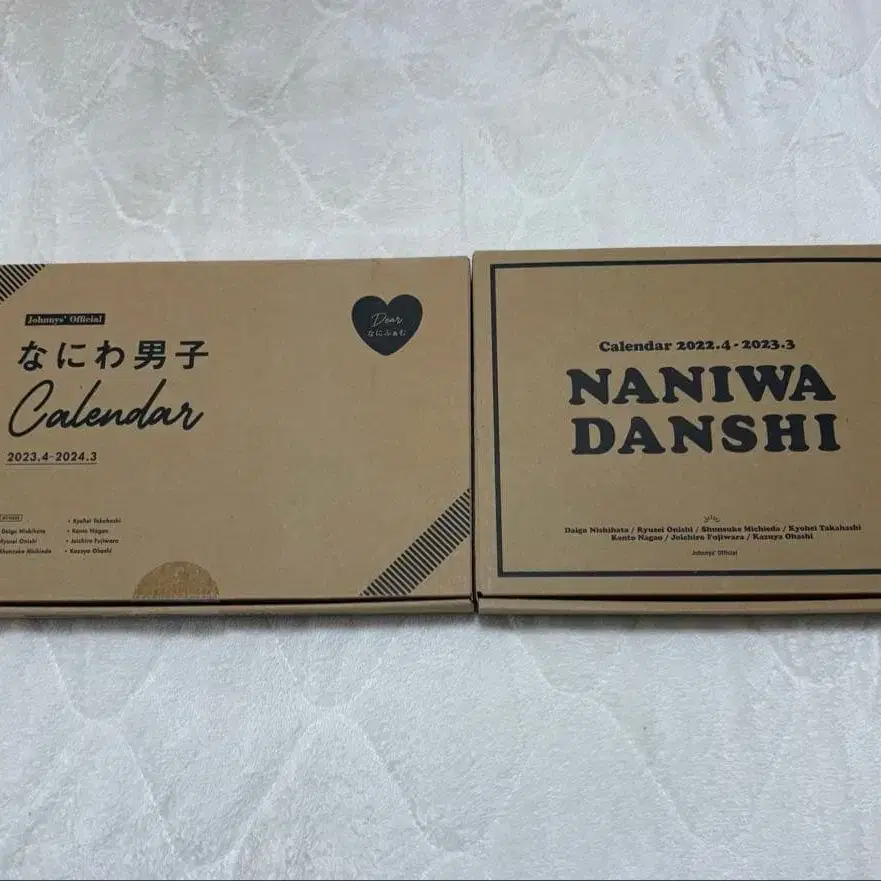 Johnnys' Official
なにわ男子
Calendar
2023.4-2024.3
Dear
なにふぁむ
Daigo Nishihata
Ryusei Onishi
Shunsuke Michieda
• Kyohei Takahashi
• Kento Nagao
• Joichiro Fujiwara
• Kazuya Ohashi
Calendar 2022.4-2023.3
NANIWA
DANSHI
Daigo Nishihata / Ryusei Onishi / Shunsuke Michieda / Kyohei Takahashi
Kento Nagao / Joichiro Fujiwara / Kazuya Ohashi
Johnnys' Official